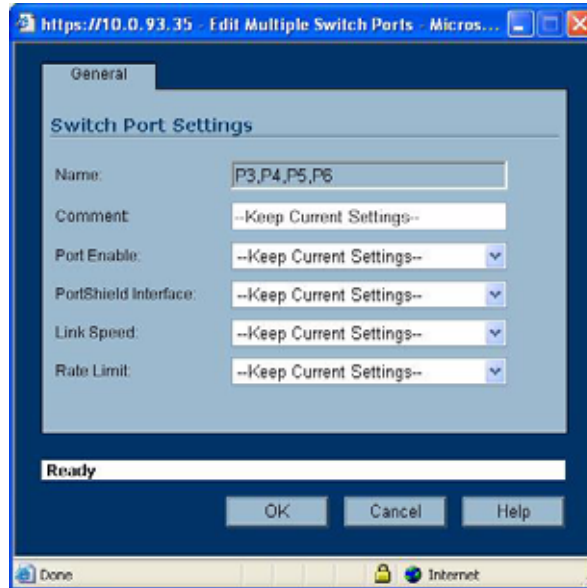 https://10.0.93.35 - Edit Multiple Switch Ports - Micros...
General
Switch Port Settings
Name: P3,P4,P5,P6
Comment: --Keep Current Settings--
Port Enable: --Keep Current Settings--
PortShield Interface: --Keep Current Settings--
Link Speed: --Keep Current Settings--
Rate Limit: --Keep Current Settings--
Ready
OK Cancel Help
Done Internet